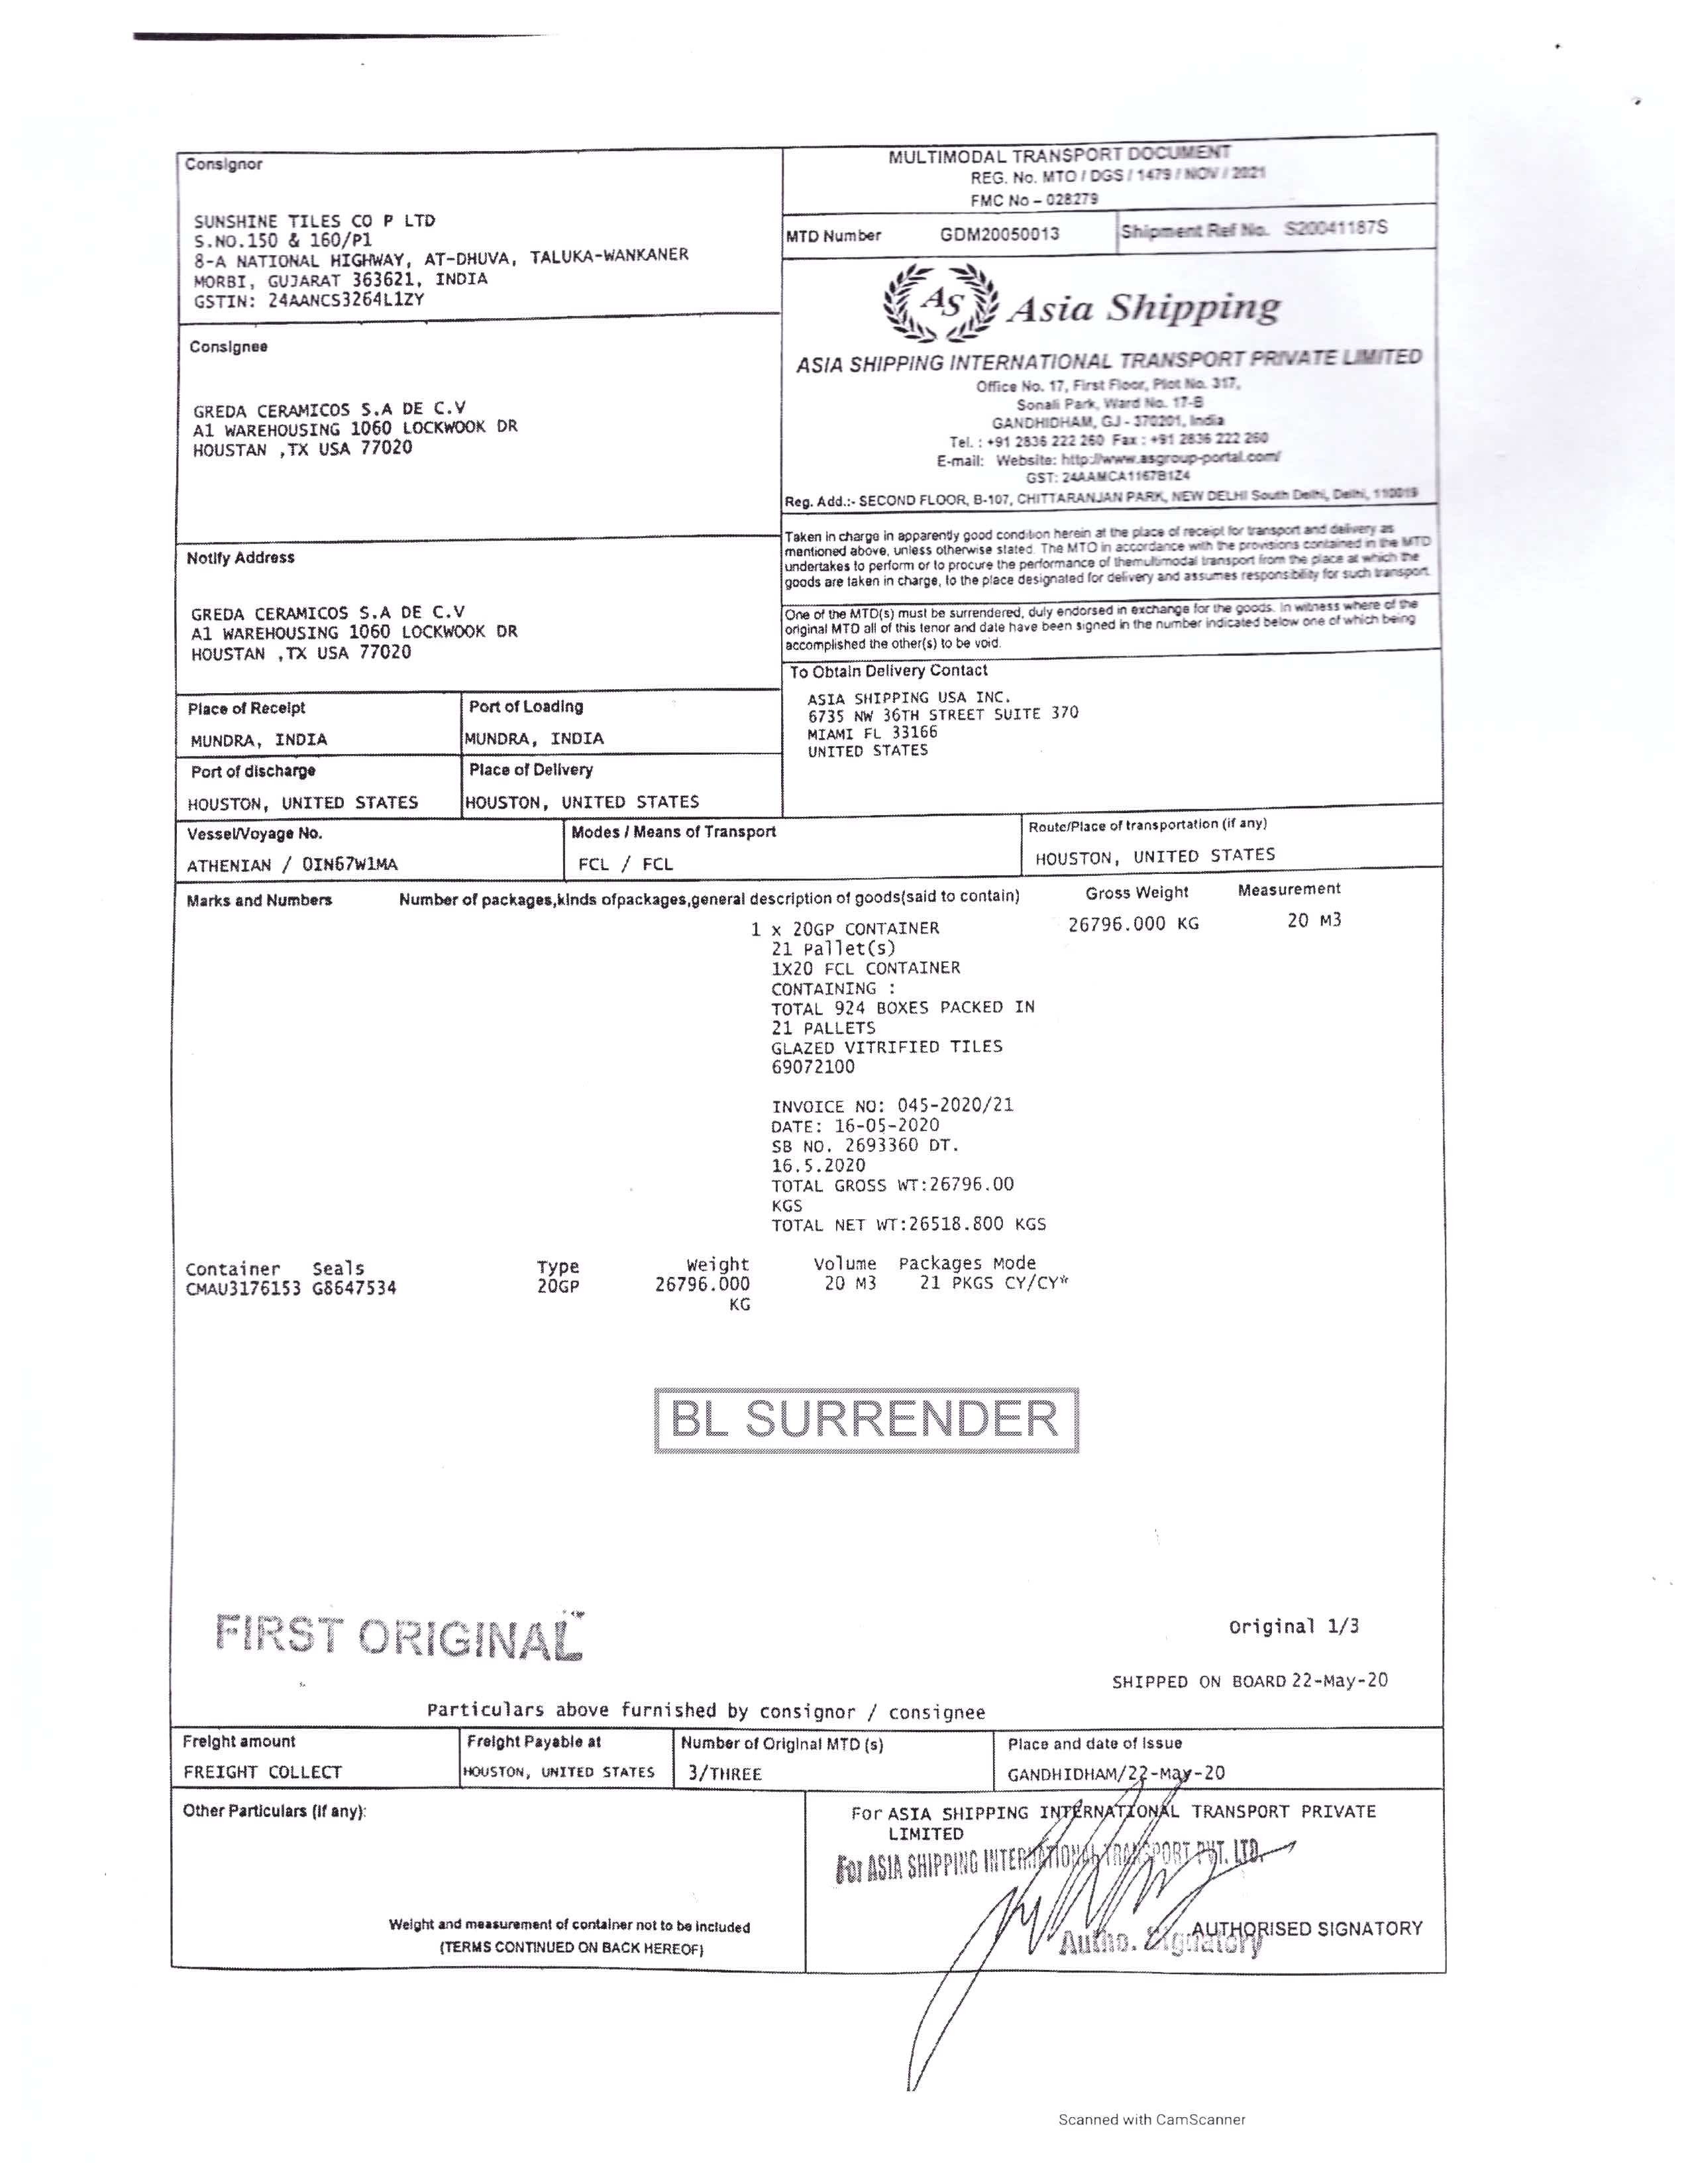 Consignor
SUNSHINE TILES CO P LTD
S.NO.150 & 160/P1
8-A NATIONAL HIGHWAY, AT-DHUVA, TALUKA-WANKANER
MORBI, GUJARAT 363621, INDIA
GSTIN: 24AANCS3264L1ZY
MULTIMODAL TRANSPORT DOCUMENT
REG. No. MTO / DGS / 1479 / NOV / 2021
FMC No – 028279
MTD Number GDM20050013 Shipment Ref No. S20041187S
AS Asia Shipping
ASIA SHIPPING INTERNATIONAL TRANSPORT PRIVATE LIMITED
Office No. 17, First Floor, Plot No. 317,
Sonali Park, Ward No. 17-B
GANDHIDHAM, GJ - 370201, India
Tel. : +91 2836 222 260 Fax : +91 2836 222 260
E-mail: Website: http://www.asgroup-portal.com/
GST: 24AAMCA1167B1Z4
Reg. Add.:- SECOND FLOOR, B-107, CHITTARANJAN PARK, NEW DELHI South Delhi, Delhi, 110019
Consignee
GREDA CERAMICOS S.A DE C.V
A1 WAREHOUSING 1060 LOCKWOOK DR
HOUSTAN ,TX USA 77020
Taken in charge in apparently good condition herein at the place of receipt for transport and delivery as
mentioned above, unless otherwise stated. The MTO in accordance with the provisions contained in the MTD
undertakes to perform or to procure the performance of themultimodal transport from the place at which the
goods are taken in charge, to the place designated for delivery and assumes responsibility for such transport.
One of the MTD(s) must be surrendered, duly endorsed in exchange for the goods. In witness where of the
original MTD all of this tenor and date have been signed in the number indicated below one of which being
accomplished the other(s) to be void.
Notify Address
GREDA CERAMICOS S.A DE C.V
A1 WAREHOUSING 1060 LOCKWOOK DR
HOUSTAN ,TX USA 77020
To Obtain Delivery Contact
ASIA SHIPPING USA INC.
6735 NW 36TH STREET SUITE 370
MIAMI FL 33166
UNITED STATES
Place of Receipt Port of Loading
MUNDRA, INDIA MUNDRA, INDIA
Port of discharge Place of Delivery
HOUSTON, UNITED STATES HOUSTON, UNITED STATES
Vessel/Voyage No. Modes / Means of Transport Route/Place of transportation (if any)
ATHENIAN / 0IN67W1MA FCL / FCL HOUSTON, UNITED STATES
Marks and Numbers Number of packages,kinds ofpackages,general description of goods(said to contain) Gross Weight Measurement
1 x 20GP CONTAINER 26796.000 KG 20 M3
21 Pallet(s)
1X20 FCL CONTAINER
CONTAINING :
TOTAL 924 BOXES PACKED IN
21 PALLETS
GLAZED VITRIFIED TILES
69072100
INVOICE NO: 045-2020/21
DATE: 16-05-2020
SB NO. 2693360 DT.
16.5.2020
TOTAL GROSS WT:26796.00
KGS
TOTAL NET WT:26518.800 KGS
Container Seals Type Weight Volume Packages Mode
CMAU3176153 G8647534 20GP 26796.000 20 M3 21 PKGS CY/CY*
KG
BL SURRENDER
FIRST ORIGINAL
Original 1/3
SHIPPED ON BOARD 22-May-20
Particulars above furnished by consignor / consignee
Freight amount Freight Payable at Number of Original MTD (s) Place and date of Issue
FREIGHT COLLECT HOUSTON, UNITED STATES 3/THREE GANDHIDHAM/22-May-20
Other Particulars (If any):
For ASIA SHIPPING INTERNATIONAL TRANSPORT PRIVATE
LIMITED
For ASIA SHIPPING INTERNATIONAL TRANSPORT PVT. LTD.
Autho. Signatory
AUTHORISED SIGNATORY
Weight and measurement of container not to be included
(TERMS CONTINUED ON BACK HEREOF)
Scanned with CamScanner